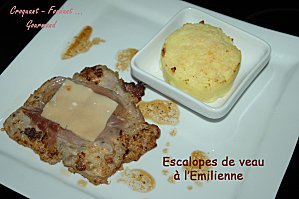 Croquant - Fondant ...
Gourmand
Escalopes de veau
à l'Emilienne